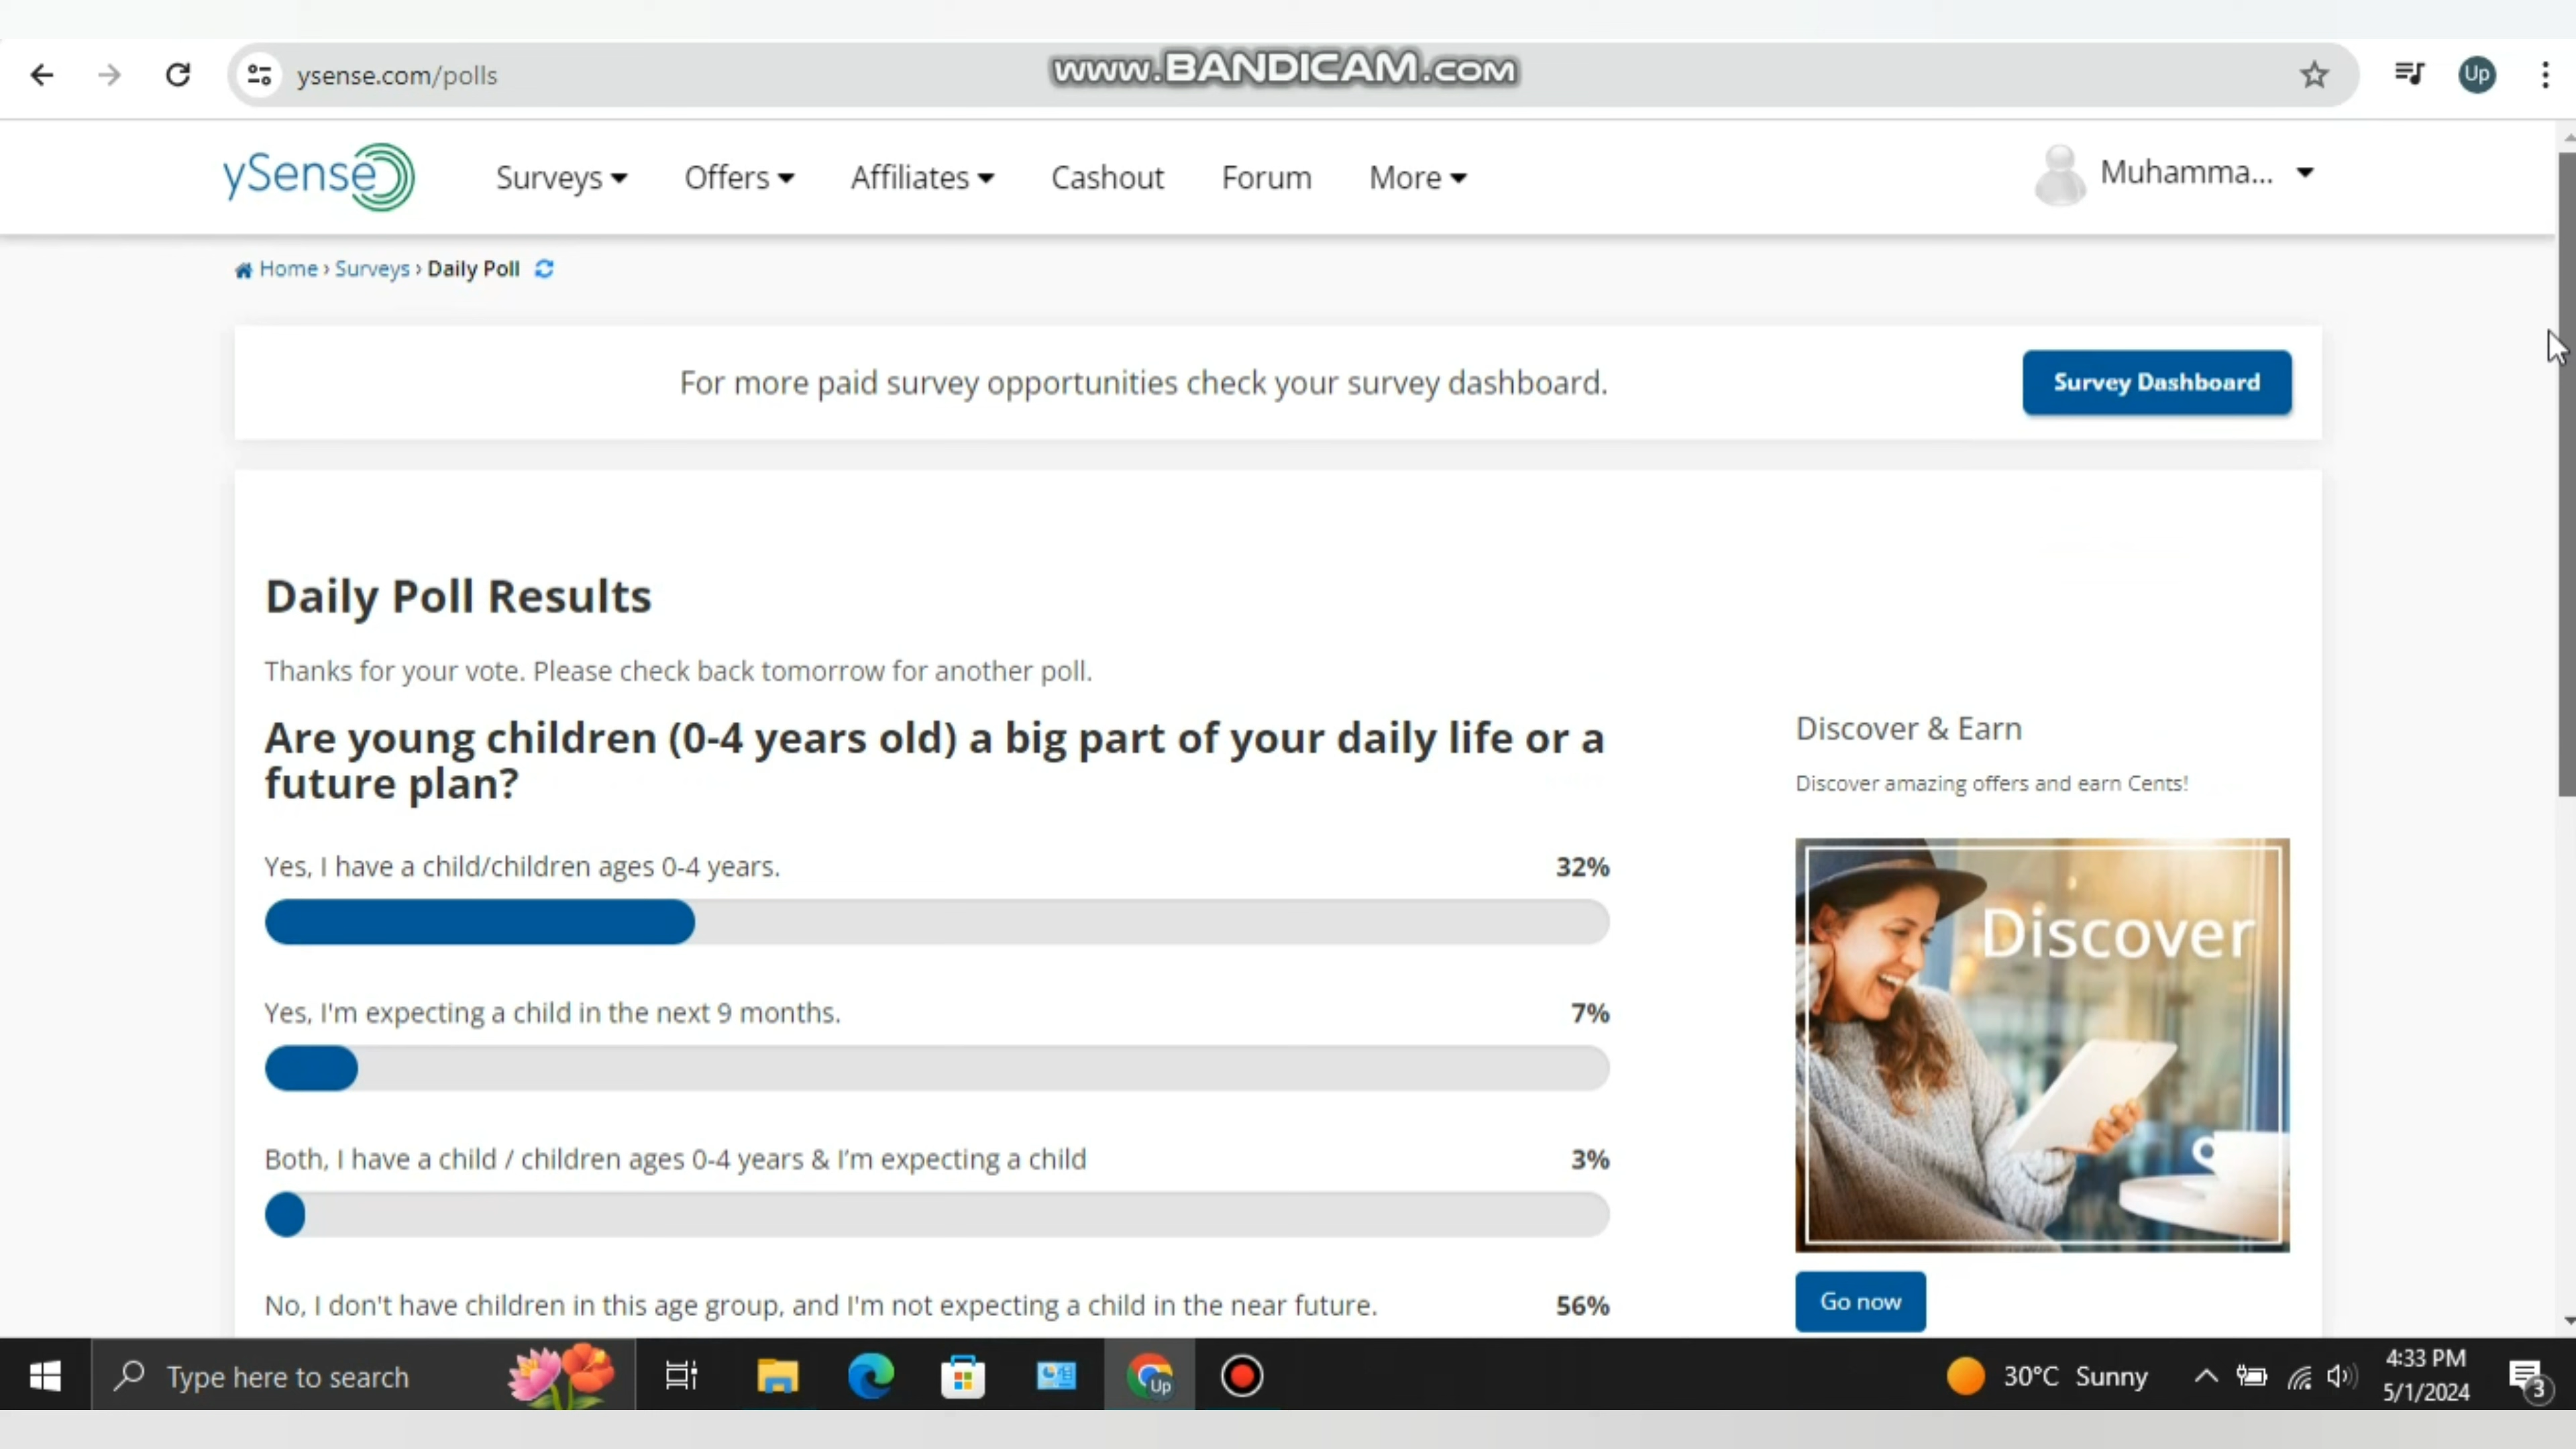 ysense.com/polls
www.BANDICAM.com
Up
ySense
Surveys
Offers
Affiliates
Cashout
Forum
More
Muhamma...
Home › Surveys › Daily Poll
For more paid survey opportunities check your survey dashboard.
Survey Dashboard
Daily Poll Results
Thanks for your vote. Please check back tomorrow for another poll.
Are young children (0-4 years old) a big part of your daily life or a
future plan?
Yes, I have a child/children ages 0-4 years.
32%
Yes, I'm expecting a child in the next 9 months.
7%
Both, I have a child / children ages 0-4 years & I’m expecting a child
3%
No, I don't have children in this age group, and I'm not expecting a child in the near future.
56%
Discover & Earn
Discover amazing offers and earn Cents!
Discover
Go now
Type here to search
Up
30°C Sunny
4:33 PM
5/1/2024
3